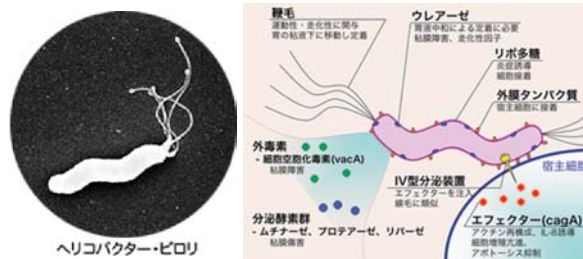 ヘリコバクター・ピロリ
鞭毛
運動性・走化性に関与
胃の粘液下に移動し定着
ウレアーゼ
胃液中和による定着に必要
粘膜障害、走化性因子
リポ多糖
炎症誘導
細胞接着
外膜タンパク質
宿主細胞に接着
外毒素
- 細胞空胞化毒素(vacA)
粘膜障害
分泌酵素群
- ムチナーゼ、プロテアーゼ、リパーゼ
粘膜傷害
IV型分泌装置
エフェクターを注入
線毛に類似
宿主細胞
エフェクター(cagA)
アクチン再構成、IL-8誘導
細胞増殖亢進、
アポトーシス抑制